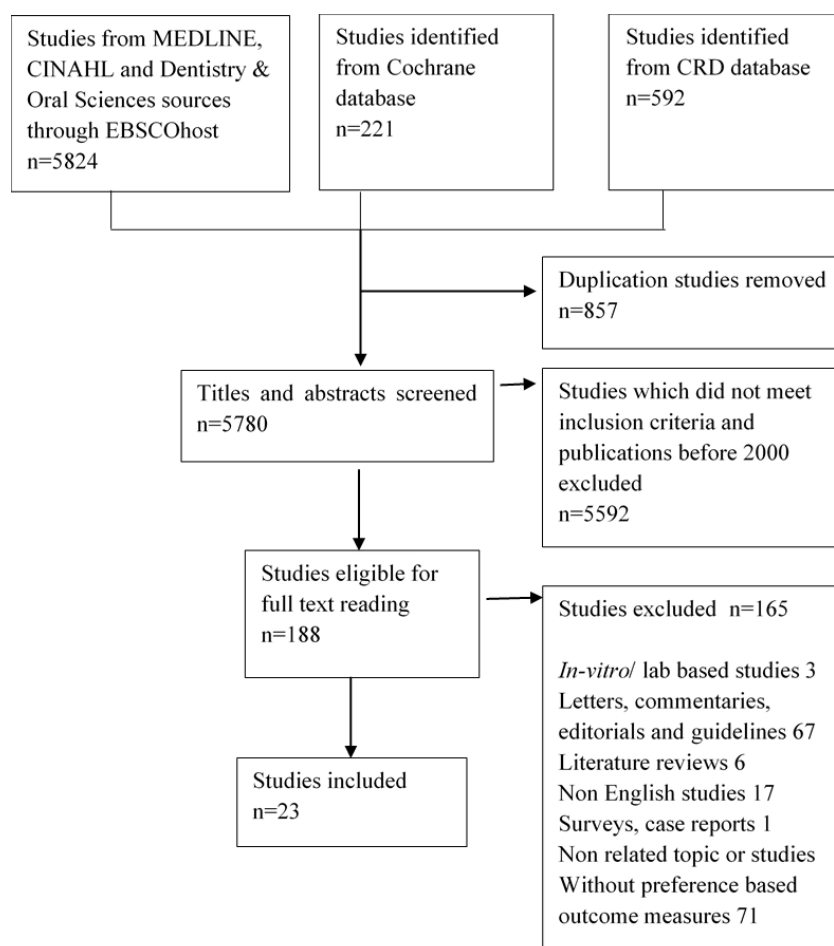 Studies from MEDLINE,
CINAHL and Dentistry &
Oral Sciences sources
through EBSCOhost
n=5824
Studies identified
from Cochrane
database
n=221
Studies identified
from CRD database
n=592
Duplication studies removed
n=857
Titles and abstracts screened
n=5780
Studies which did not meet
inclusion criteria and
publications before 2000
excluded
n=5592
Studies eligible for
full text reading
n=188
Studies excluded n=165
In-vitro/ lab based studies 3
Letters, commentaries,
editorials and guidelines 67
Literature reviews 6
Non English studies 17
Surveys, case reports 1
Non related topic or studies
Without preference based
outcome measures 71
Studies included
n=23